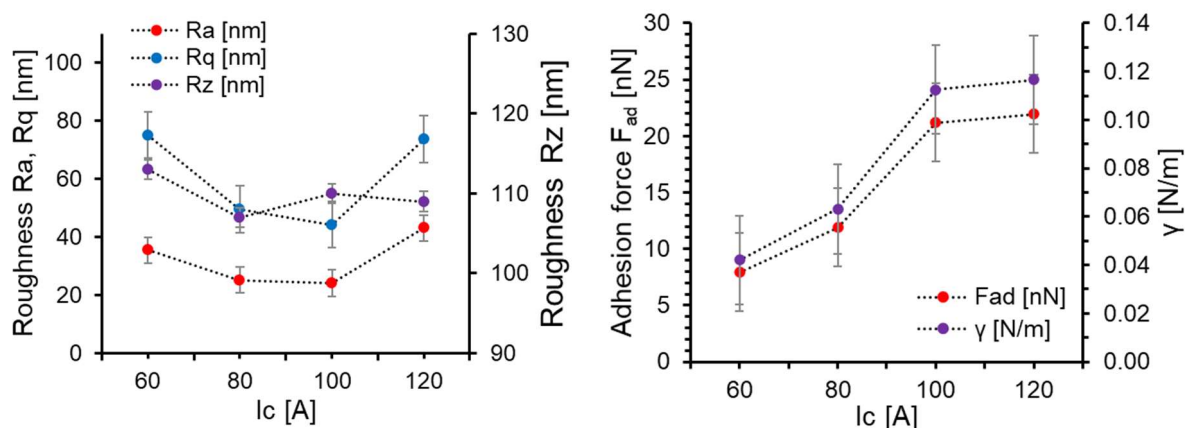 Ra [nm]
Rq [nm]
Rz [nm]
Roughness Ra, Rq [nm]
100
80
60
40
20
0
130
120
110
100
90
Roughness Rz [nm]
60 80 100 120
Ic [A]
Adhesion force Fad [nN]
30
25
20
15
10
5
0
0.14
0.12
0.10
0.08
0.06
0.04
0.02
0.00
γ [N/m]
Fad [nN]
γ [N/m]
60 80 100 120
Ic [A]